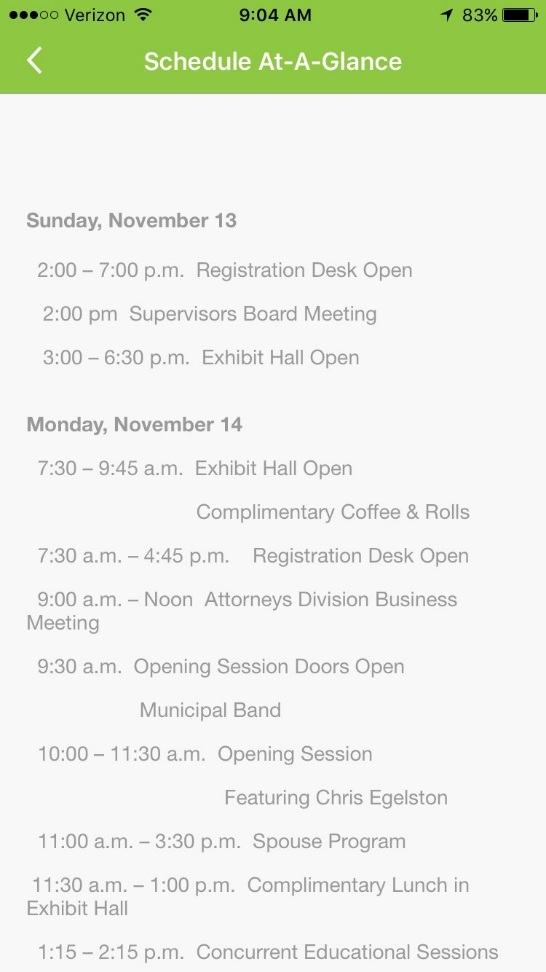 Verizon 9:04 AM 83%
Schedule At-A-Glance
Sunday, November 13
2:00 – 7:00 p.m. Registration Desk Open
2:00 pm Supervisors Board Meeting
3:00 – 6:30 p.m. Exhibit Hall Open
Monday, November 14
7:30 – 9:45 a.m. Exhibit Hall Open
Complimentary Coffee & Rolls
7:30 a.m. – 4:45 p.m. Registration Desk Open
9:00 a.m. – Noon Attorneys Division Business
Meeting
9:30 a.m. Opening Session Doors Open
Municipal Band
10:00 – 11:30 a.m. Opening Session
Featuring Chris Egelston
11:00 a.m. – 3:30 p.m. Spouse Program
11:30 a.m. – 1:00 p.m. Complimentary Lunch in
Exhibit Hall
1:15 – 2:15 p.m. Concurrent Educational Sessions